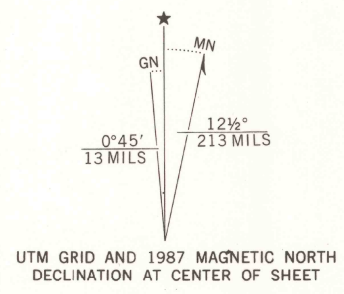 MN
GN
0°45′
13 MILS
12½°
213 MILS
UTM GRID AND 1987 MAGNETIC NORTH
DECLINATION AT CENTER OF SHEET